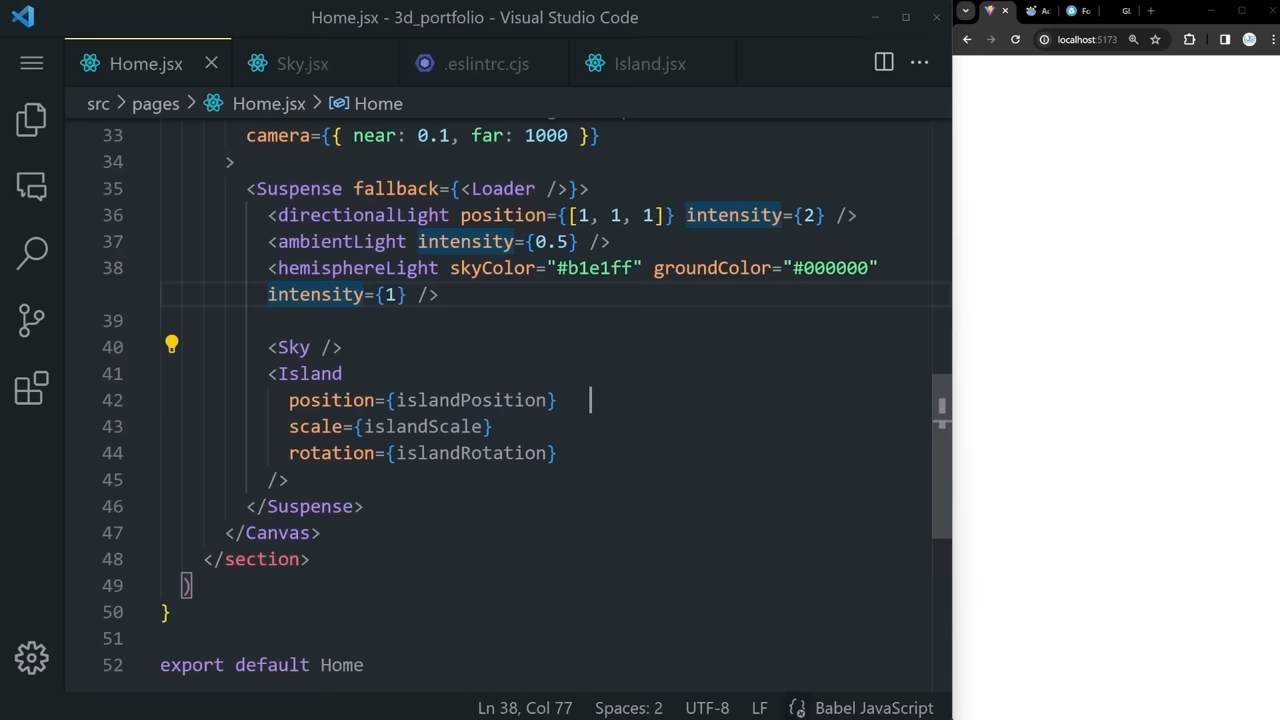 Home.jsx - 3d_portfolio - Visual Studio Code
Home.jsx Sky.jsx .eslintrc.cjs Island.jsx
src > pages > Home.jsx > Home
33 camera={{ near: 0.1, far: 1000 }}
34 >
35 <Suspense fallback={<Loader />}>
36 <directionalLight position={[1, 1, 1]} intensity={2} />
37 <ambientLight intensity={0.5} />
38 <hemisphereLight skyColor="#b1e1ff" groundColor="#000000"
intensity={1} />
39
40 <Sky />
41 <Island
42 position={islandPosition}
43 scale={islandScale}
44 rotation={islandRotation}
45 />
46 </Suspense>
47 </Canvas>
48 </section>
49 )
50 }
51
52 export default Home
Ln 38, Col 77 Spaces: 2 UTF-8 LF Babel JavaScript
Ac Fo Gl
localhost:5173